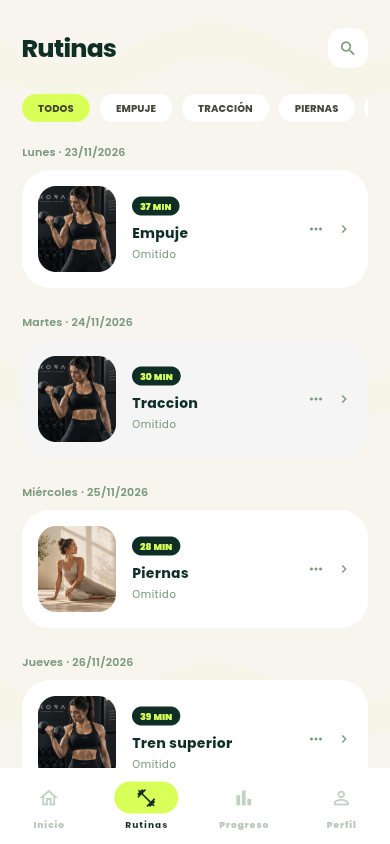 Rutinas
TODOS
EMPUJE
TRACCIÓN
PIERNAS
Lunes · 23/11/2026
37 MIN
Empuje
Omitido
Martes · 24/11/2026
30 MIN
Traccion
Omitido
Miércoles · 25/11/2026
28 MIN
Piernas
Omitido
Jueves · 26/11/2026
39 MIN
Tren superior
Omitido
Inicio
Rutinas
Progreso
Perfil